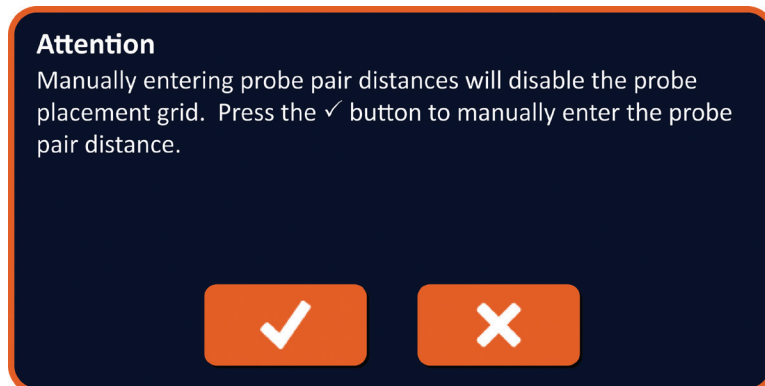 Attention
Manually entering probe pair distances will disable the probe
placement grid.  Press the ✓ button to manually enter the probe
pair distance.